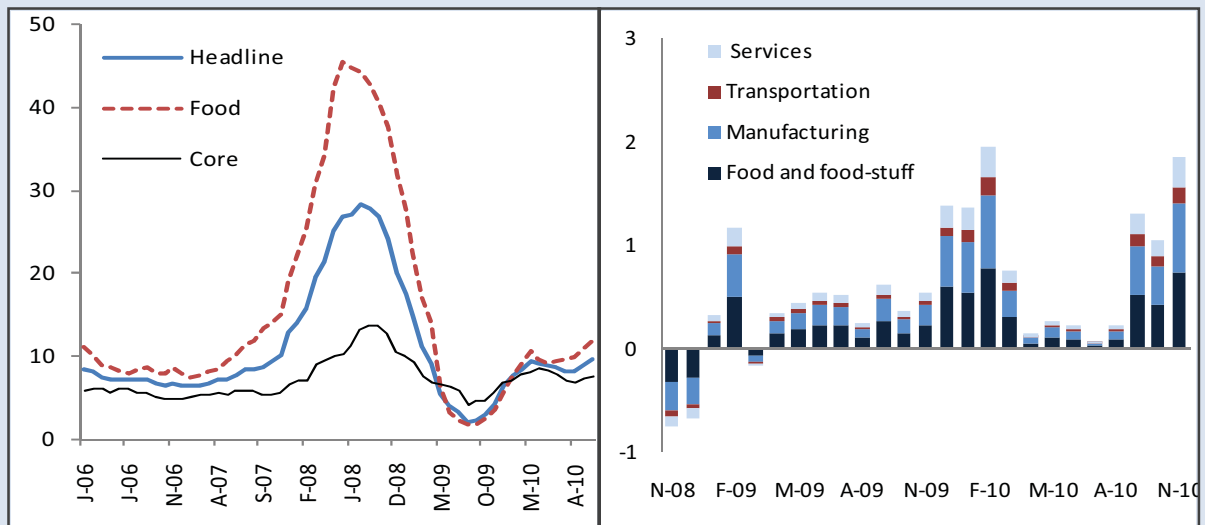 50
40
30
20
10
0
Headline
Food
Core
J-06
J-06
N-06
A-07
S-07
F-08
J-08
D-08
M-09
O-09
M-10
A-10
3
2
1
0
-1
Services
Transportation
Manufacturing
Food and food-stuff
N-08 F-09 M-09 A-09 N-09 F-10 M-10 A-10 N-10